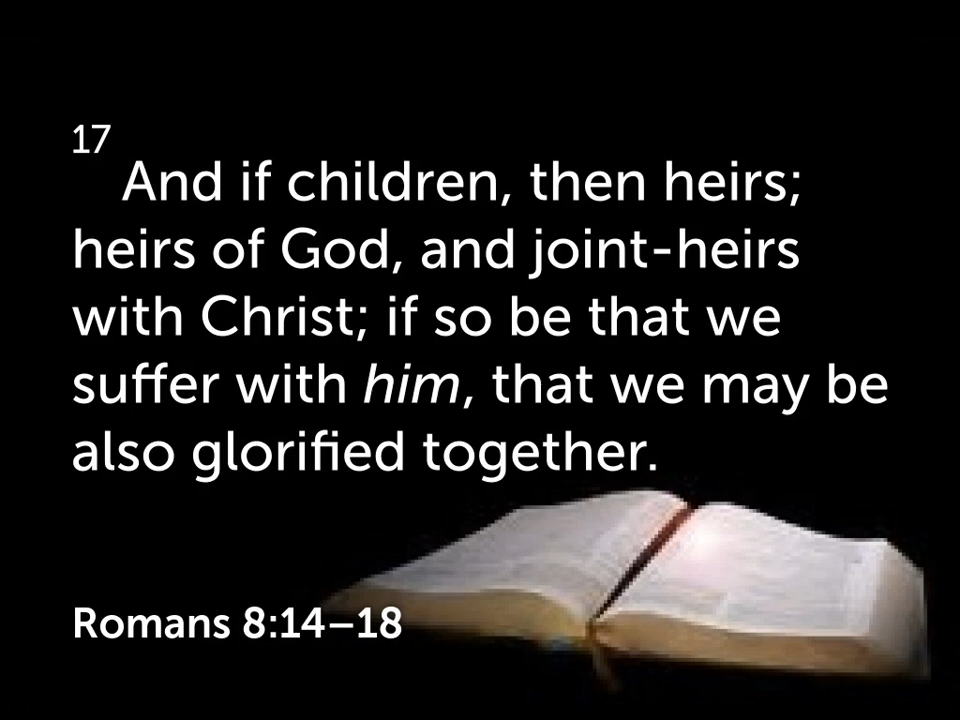 17
And if children, then heirs;
heirs of God, and joint-heirs
with Christ; if so be that we
suffer with him, that we may be
also glorified together.
Romans 8:14–18